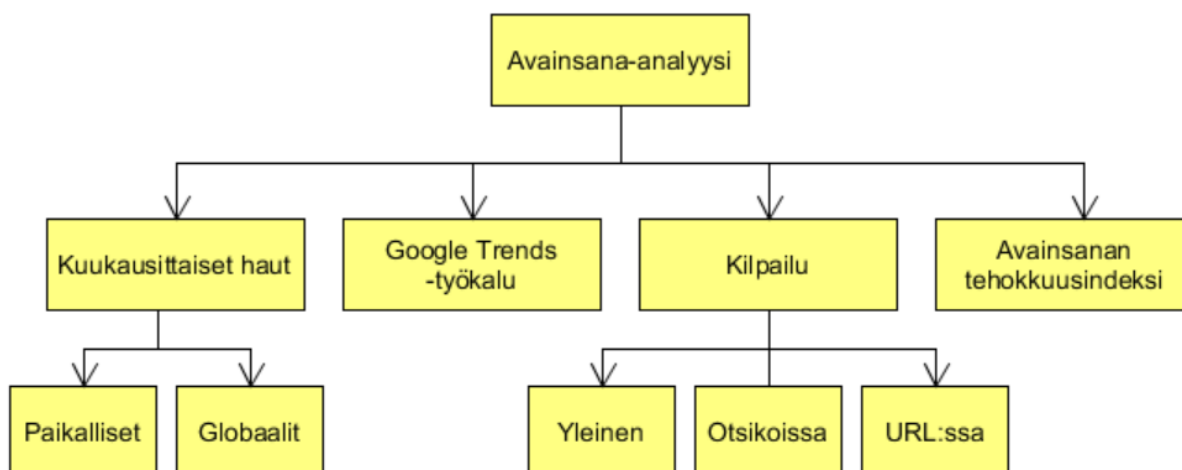 Avainsana-analyysi
Kuukausittaiset haut
Google Trends
-työkalu
Kilpailu
Avainsanan
tehokkuusindeksi
Paikalliset
Globaalit
Yleinen
Otsikoissa
URL:ssa